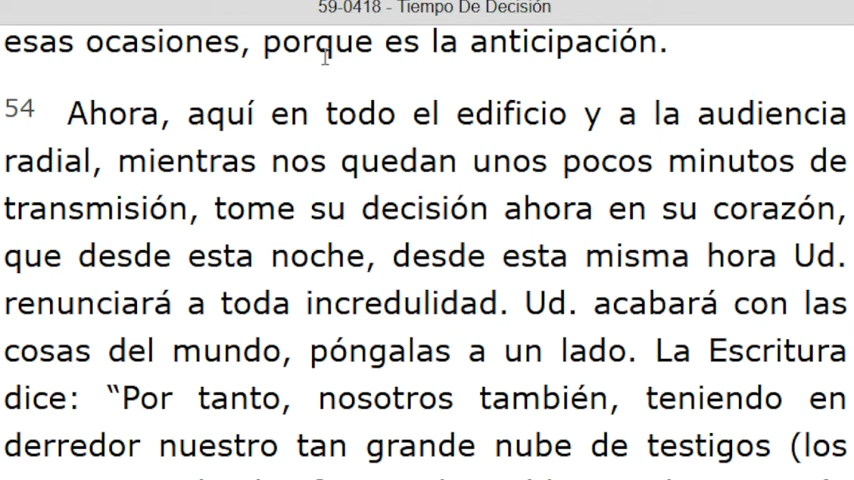 59-0418 - Tiempo De Decisión
esas ocasiones, porque es la anticipación.
54 Ahora, aquí en todo el edificio y a la audiencia
radial, mientras nos quedan unos pocos minutos de
transmisión, tome su decisión ahora en su corazón,
que desde esta noche, desde esta misma hora Ud.
renunciará a toda incredulidad. Ud. acabará con las
cosas del mundo, póngalas a un lado. La Escritura
dice: “Por tanto, nosotros también, teniendo en
derredor nuestro tan grande nube de testigos (los